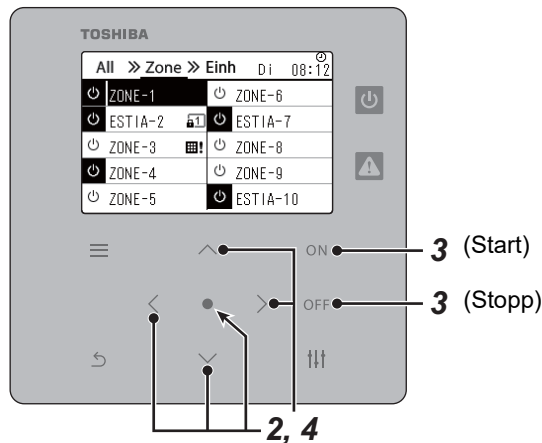 TOSHIBA
All » Zone » Einh Di 08:12
ZONE-1 ZONE-6
ESTIA-2 1 ESTIA-7
ZONE-3 ! ZONE-8
ZONE-4 ZONE-9
ZONE-5 ESTIA-10
ON 3 (Start)
OFF 3 (Stopp)
2, 4